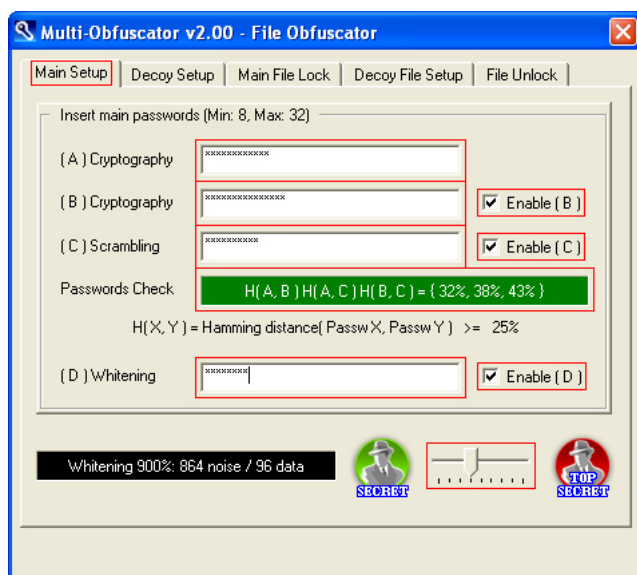 Multi-Obfuscator v2.00 - File Obfuscator
Main Setup Decoy Setup Main File Lock Decoy File Setup File Unlock
Insert main passwords (Min: 8, Max: 32)
( A ) Cryptography ************
( B ) Cryptography *************** Enable ( B )
( C ) Scrambling ********** Enable ( C )
Passwords Check H( A, B ) H( A, C ) H( B, C ) = { 32%, 38%, 43% }
H( X, Y ) = Hamming distance( Passw X, Passw Y ) >= 25%
( D ) Whitening ******** Enable ( D )
Whitening 900%: 864 noise / 96 data
SECRET
TOP
SECRET